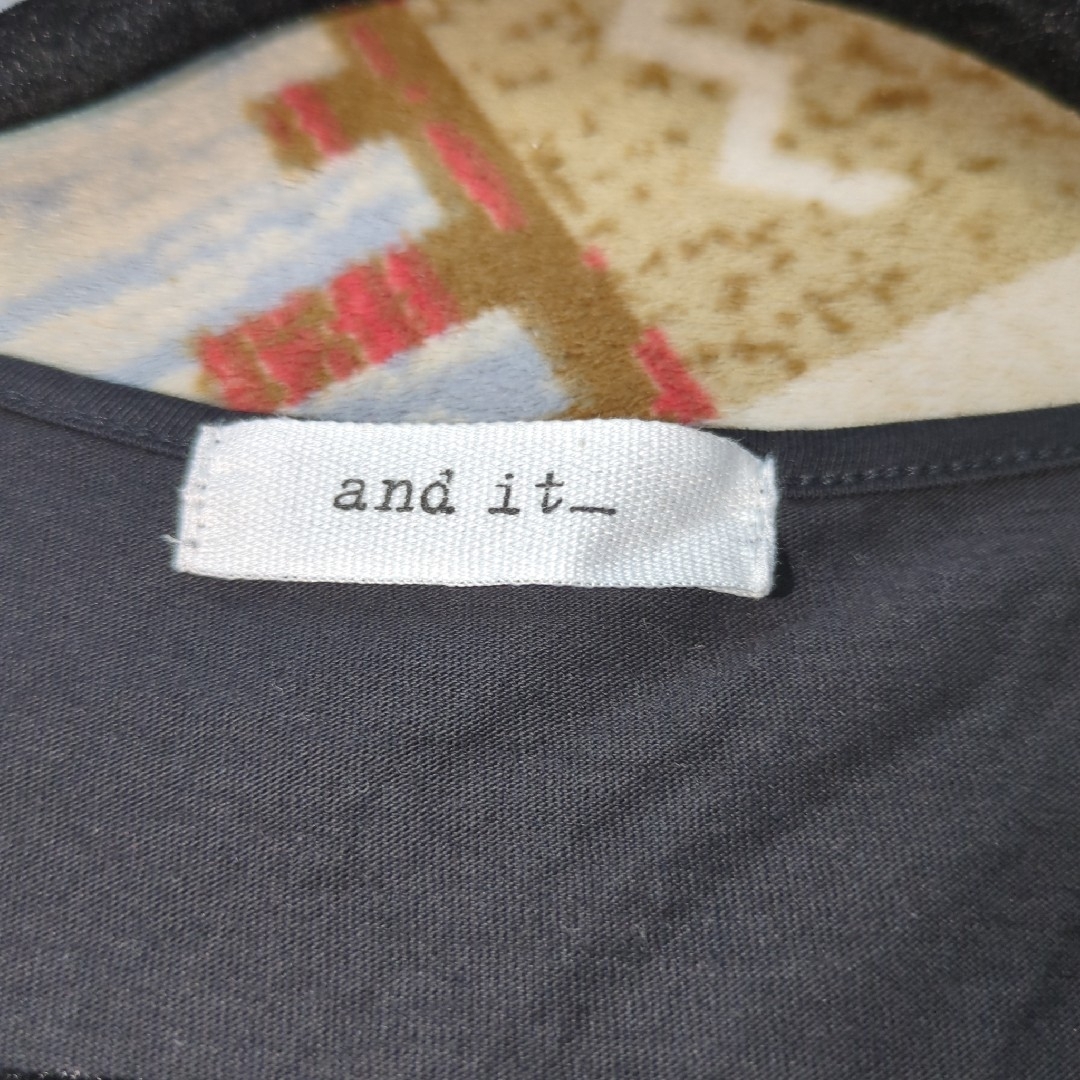 and it_